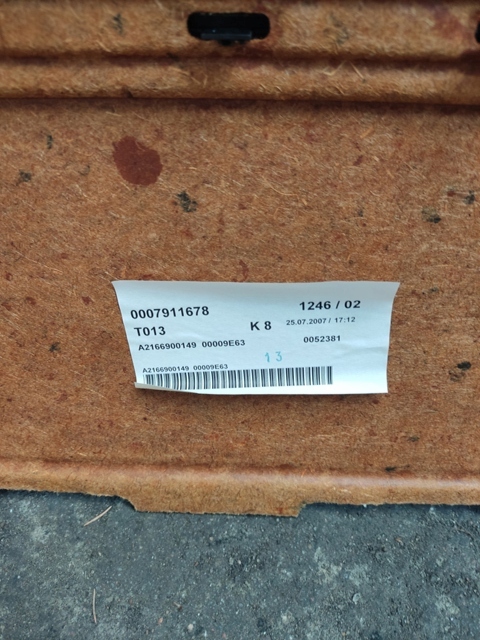 0007911678 1246 / 02
T013 K 8 25.07.2007 / 17:12
A2166900149 00009E63 0052381
13
A2166900149 00009E63